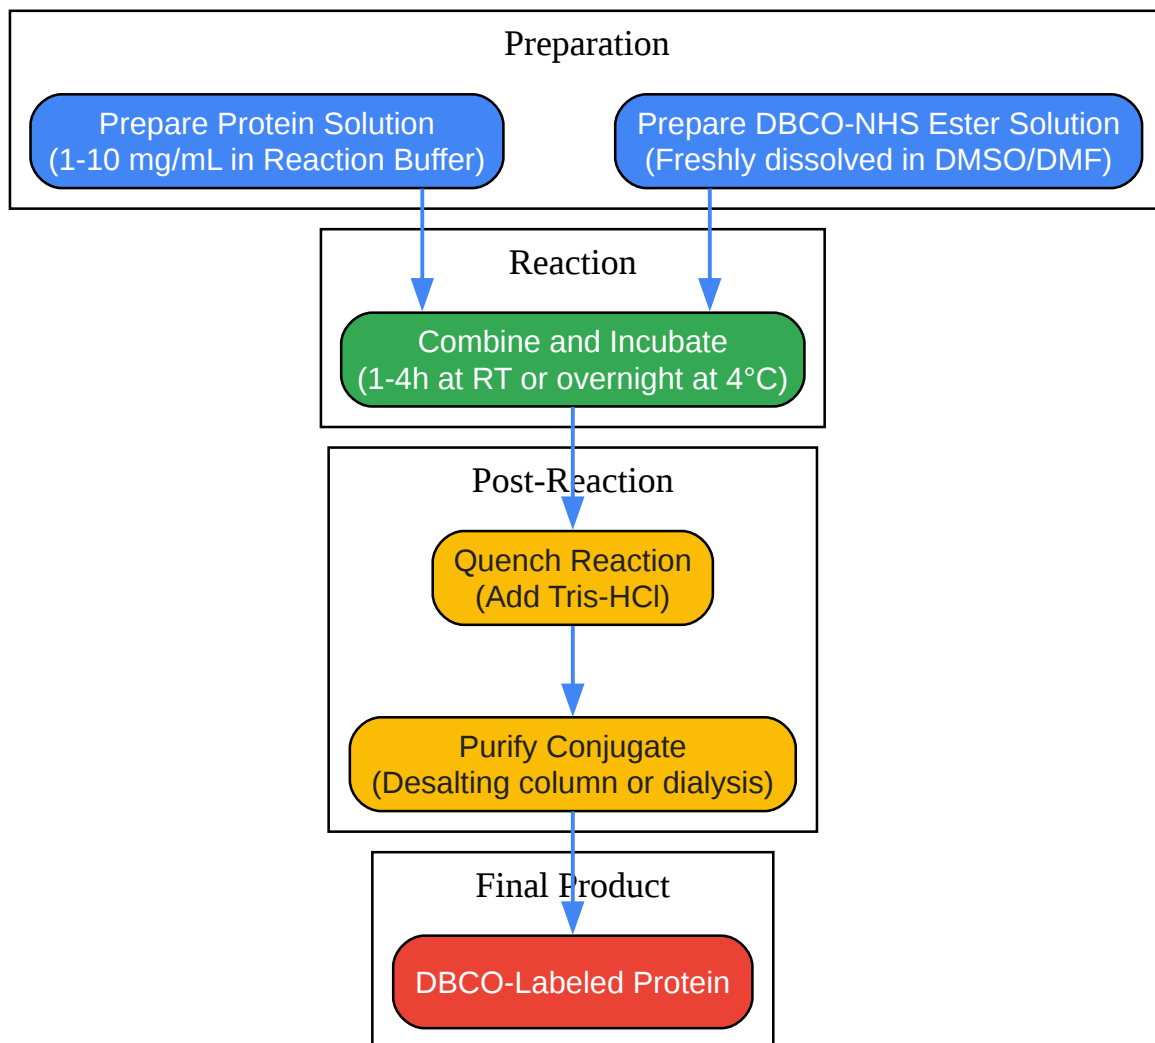 Preparation
Prepare Protein Solution
(1-10 mg/mL in Reaction Buffer)
Prepare DBCO-NHS Ester Solution
(Freshly dissolved in DMSO/DMF)
Reaction
Combine and Incubate
(1-4h at RT or overnight at 4°C)
Post-Reaction
Quench Reaction
(Add Tris-HCl)
Purify Conjugate
(Desalting column or dialysis)
Final Product
DBCO-Labeled Protein